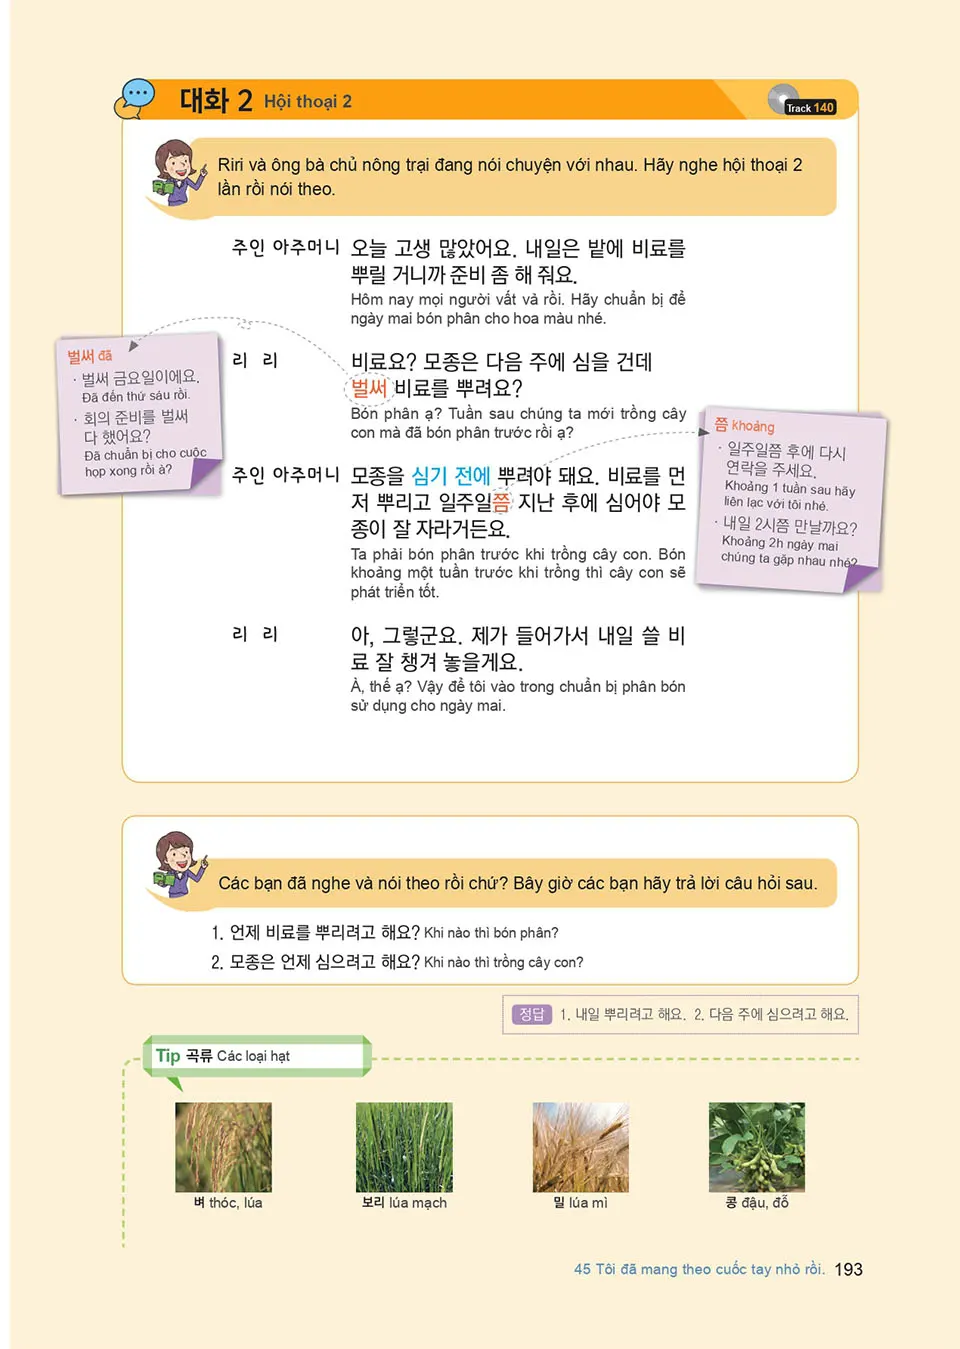 대화 2 Hội thoại 2
Track 140
Riri và ông bà chủ nông trại đang nói chuyện với nhau. Hãy nghe hội thoại 2
lần rồi nói theo.
주인 아주머니 오늘 고생 많았어요. 내일은 밭에 비료를
뿌릴 거니까 준비 좀 해 줘요.
Hôm nay mọi người vất vả rồi. Hãy chuẩn bị để
ngày mai bón phân cho hoa màu nhé.
리 리 비료요? 모종은 다음 주에 심을 건데
벌써 비료를 뿌려요?
Bón phân ạ? Tuần sau chúng ta mới trồng cây
con mà đã bón phân trước rồi ạ?
주인 아주머니 모종을 심기 전에 뿌려야 돼요. 비료를 먼
저 뿌리고 일주일쯤 지난 후에 심어야 모
종이 잘 자라거든요.
Ta phải bón phân trước khi trồng cây con. Bón
khoảng một tuần trước khi trồng thì cây con sẽ
phát triển tốt.
리 리 아, 그렇군요. 제가 들어가서 내일 쓸 비
료 잘 챙겨 놓을게요.
À, thế ạ? Vậy để tôi vào trong chuẩn bị phân bón
sử dụng cho ngày mai.
벌써 đã
· 벌써 금요일이에요.
Đã đến thứ sáu rồi.
· 회의 준비를 벌써
다 했어요?
Đã chuẩn bị cho cuộc
họp xong rồi à?
쯤 khoảng
· 일주일쯤 후에 다시
연락을 주세요.
Khoảng 1 tuần sau hãy
liên lạc với tôi nhé.
· 내일 2시쯤 만날까요?
Khoảng 2h ngày mai
chúng ta gặp nhau nhé?
Các bạn đã nghe và nói theo rồi chứ? Bây giờ các bạn hãy trả lời câu hỏi sau.
1. 언제 비료를 뿌리려고 해요? Khi nào thì bón phân?
2. 모종은 언제 심으려고 해요? Khi nào thì trồng cây con?
정답 1. 내일 뿌리려고 해요. 2. 다음 주에 심으려고 해요.
Tip 곡류 Các loại hạt
벼 thóc, lúa
보리 lúa mạch
밀 lúa mì
콩 đậu, đỗ
45 Tôi đã mang theo cuốc tay nhỏ rồi. 193